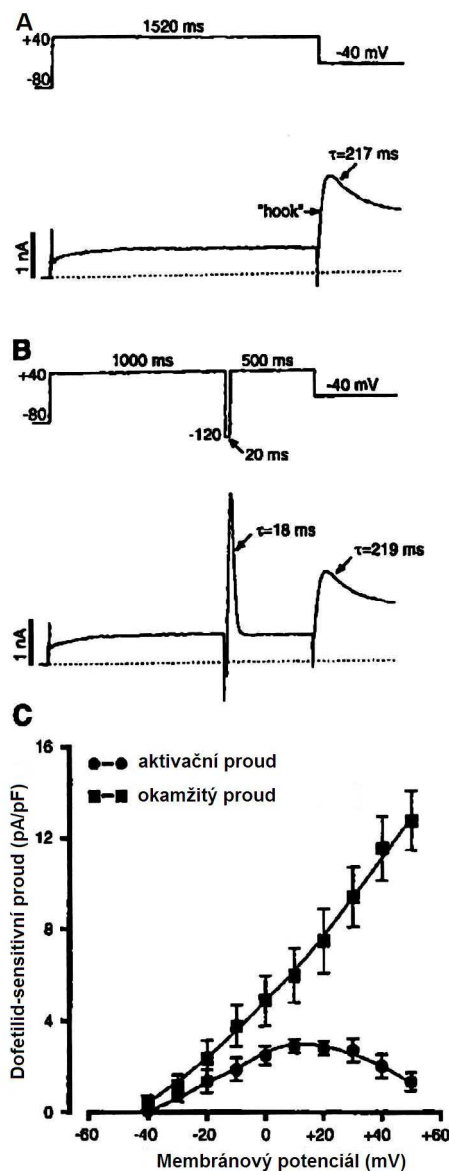 A
1520 ms
+40
-80
-40 mV
τ=217 ms
"hook"
1 nA
B
1000 ms
500 ms
+40
-80
-40 mV
-120
20 ms
τ=18 ms
τ=219 ms
1 nA
C
16
12
8
4
0
Dofetilid-sensitivní proud (pA/pF)
aktivační proud
okamžitý proud
-60 -40 -20 0 +20 +40 +60
Membránový potenciál (mV)